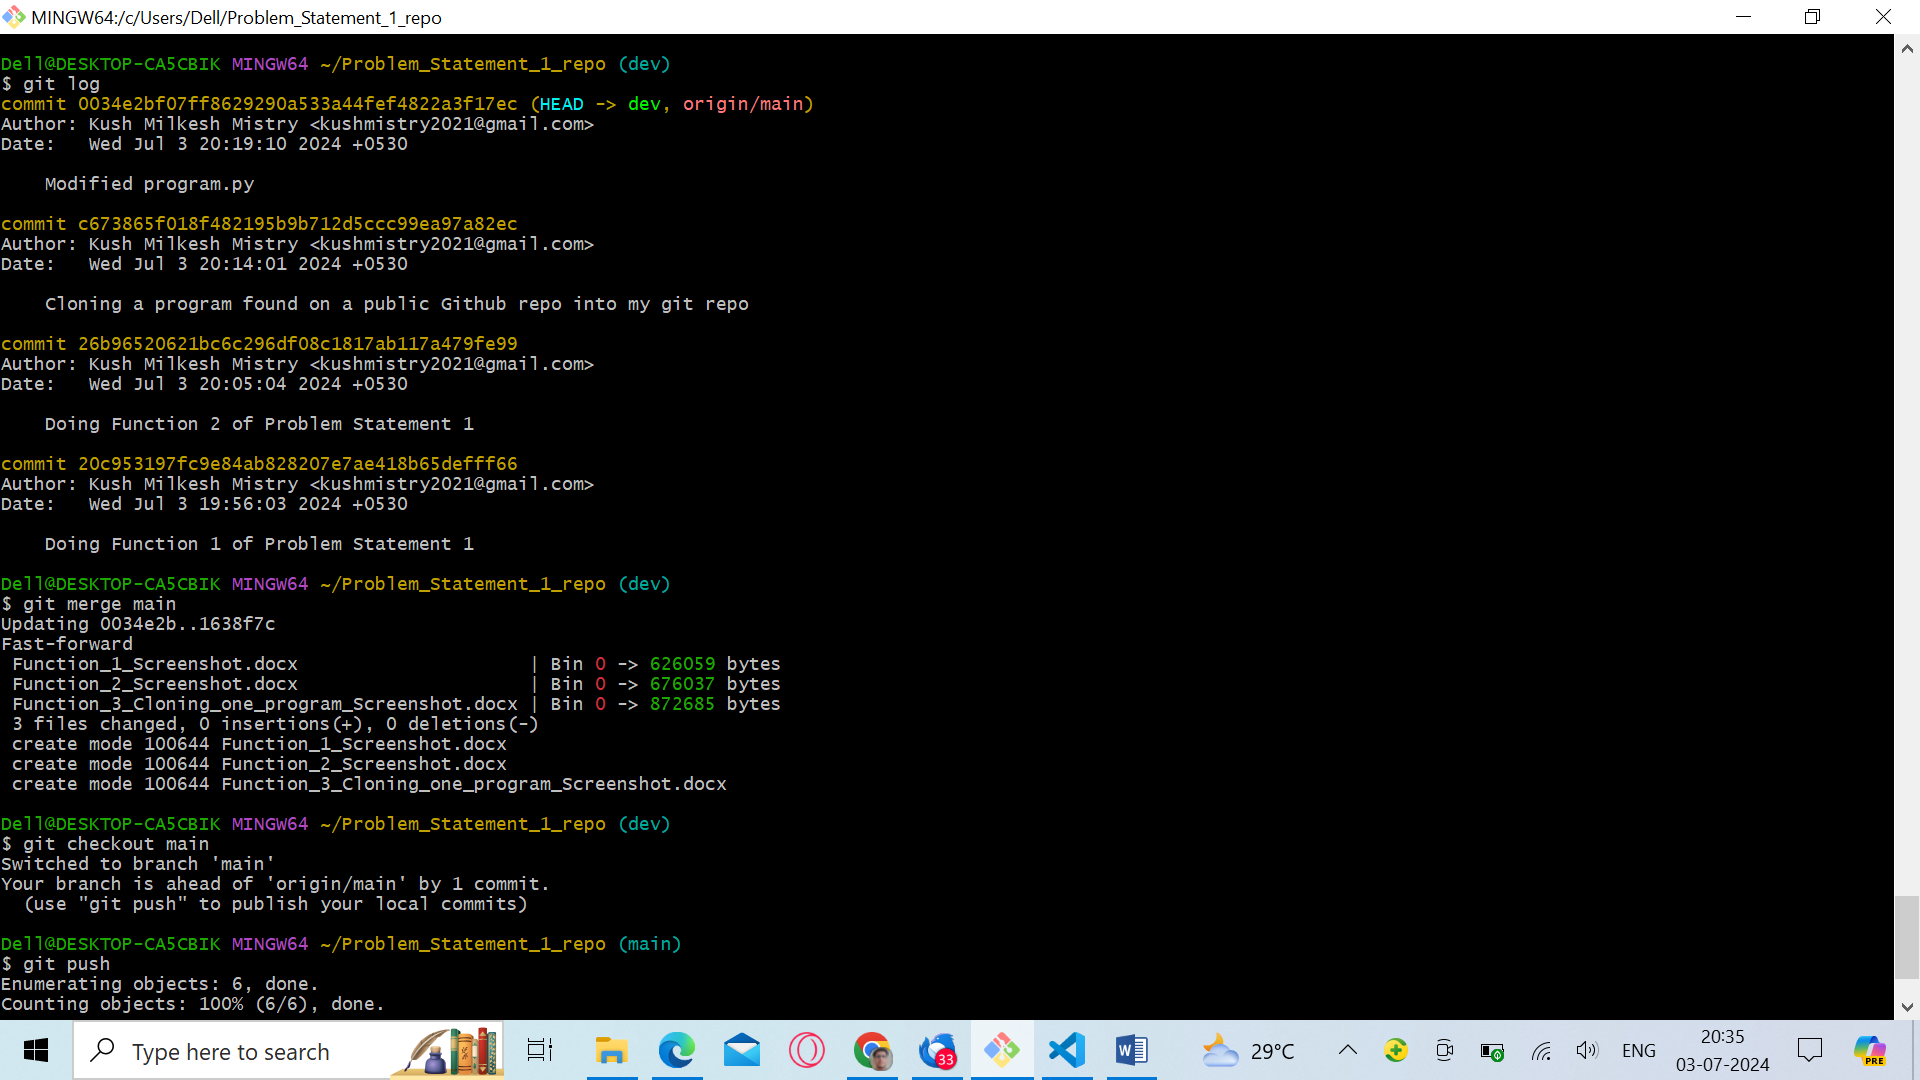 MINGW64:/c/Users/Dell/Problem_Statement_1_repo
Dell@DESKTOP-CA5CBIK MINGW64 ~/Problem_Statement_1_repo (dev)
$ git log
commit 0034e2bf07ff8629290a533a44fef4822a3f17ec (HEAD -> dev, origin/main)
Author: Kush Milkesh Mistry <kushmistry2021@gmail.com>
Date:   Wed Jul 3 20:19:10 2024 +0530
    Modified program.py
commit c673865f018f482195b9b712d5ccc99ea97a82ec
Author: Kush Milkesh Mistry <kushmistry2021@gmail.com>
Date:   Wed Jul 3 20:14:01 2024 +0530
    Cloning a program found on a public Github repo into my git repo
commit 26b96520621bc6c296df08c1817ab117a479fe99
Author: Kush Milkesh Mistry <kushmistry2021@gmail.com>
Date:   Wed Jul 3 20:05:04 2024 +0530
    Doing Function 2 of Problem Statement 1
commit 20c953197fc9e84ab828207e7ae418b65defff66
Author: Kush Milkesh Mistry <kushmistry2021@gmail.com>
Date:   Wed Jul 3 19:56:03 2024 +0530
    Doing Function 1 of Problem Statement 1
Dell@DESKTOP-CA5CBIK MINGW64 ~/Problem_Statement_1_repo (dev)
$ git merge main
Updating 0034e2b..1638f7c
Fast-forward
 Function_1_Screenshot.docx                     | Bin 0 -> 626059 bytes
 Function_2_Screenshot.docx                     | Bin 0 -> 676037 bytes
 Function_3_Cloning_one_program_Screenshot.docx | Bin 0 -> 872685 bytes
 3 files changed, 0 insertions(+), 0 deletions(-)
 create mode 100644 Function_1_Screenshot.docx
 create mode 100644 Function_2_Screenshot.docx
 create mode 100644 Function_3_Cloning_one_program_Screenshot.docx
Dell@DESKTOP-CA5CBIK MINGW64 ~/Problem_Statement_1_repo (dev)
$ git checkout main
Switched to branch 'main'
Your branch is ahead of 'origin/main' by 1 commit.
  (use "git push" to publish your local commits)
Dell@DESKTOP-CA5CBIK MINGW64 ~/Problem_Statement_1_repo (main)
$ git push
Enumerating objects: 6, done.
Counting objects: 100% (6/6), done.
Type here to search
33
W
29°C
ENG
20:35
03-07-2024
PRE